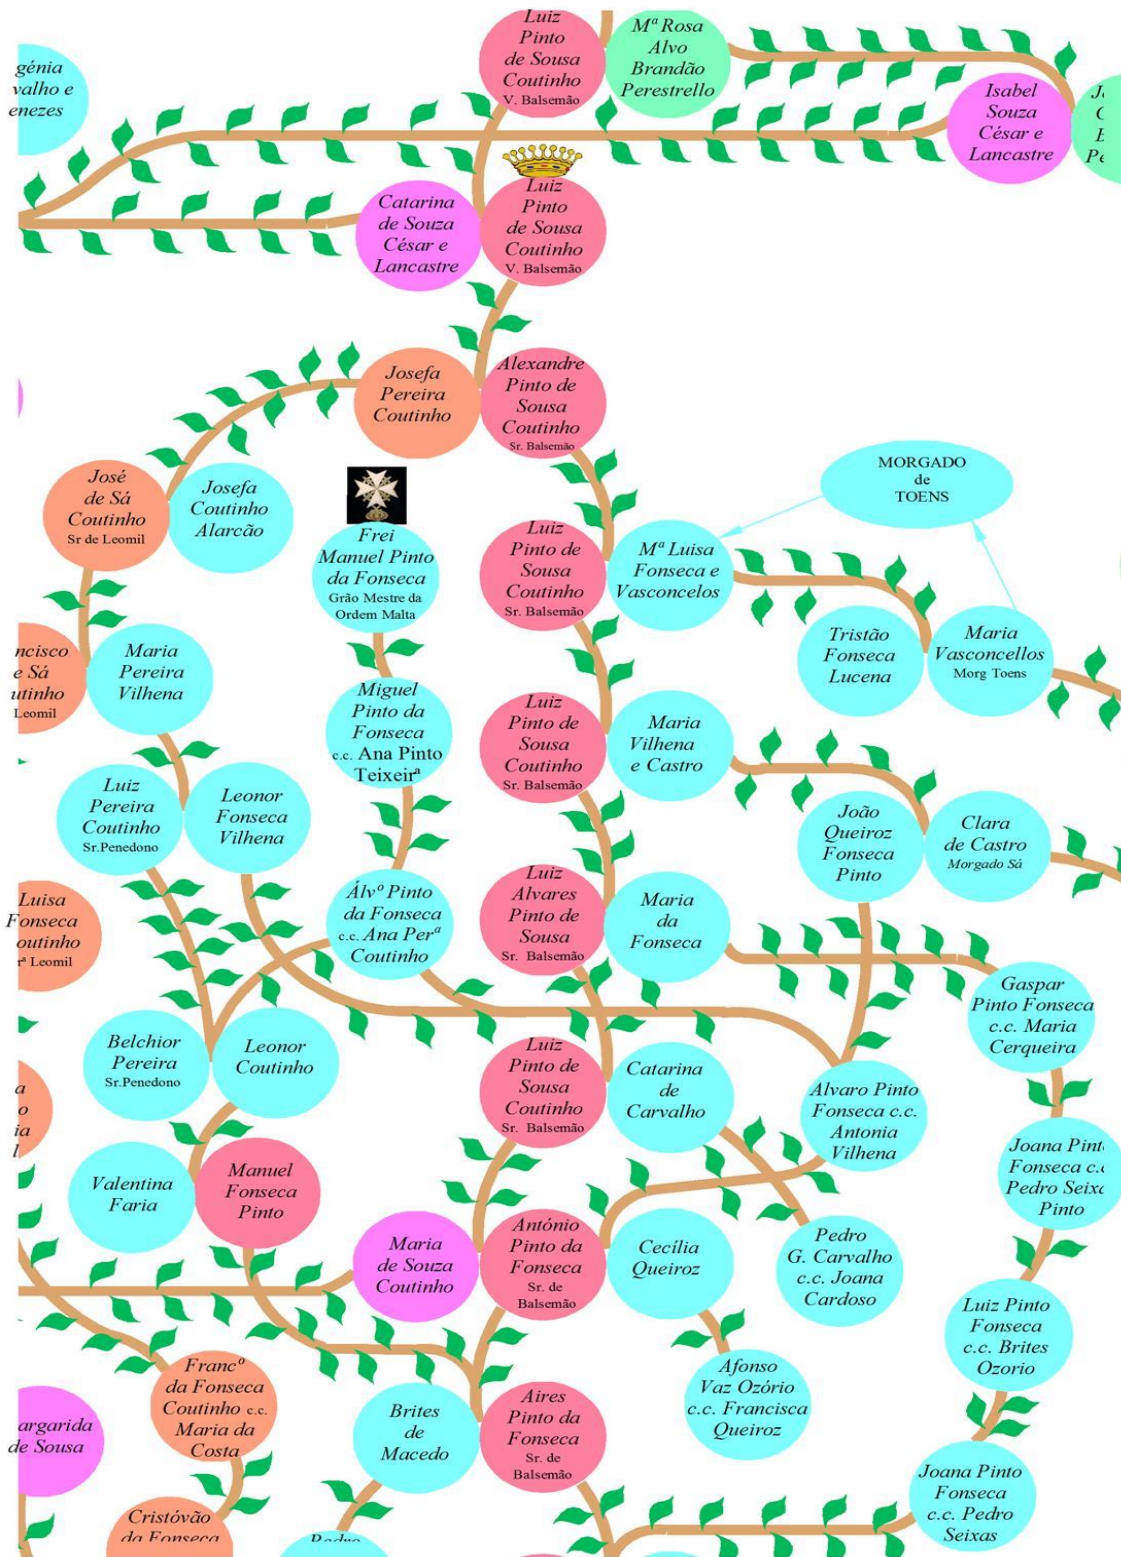 Luiz
Pinto
de Sousa
Coutinho
V. Balsemão
Mª Rosa
Alvo
Brandão
Perestrello
génia
valho e
enezes
Isabel
Souza
César e
Lancastre
Catarina
de Souza
César e
Lancastre
Luiz
Pinto
de Sousa
Coutinho
V. Balsemão
Josefa
Pereira
Coutinho
Alexandre
Pinto de
Sousa
Coutinho
Sr. Balsemão
José
de Sá
Coutinho
Sr de Leomil
Josefa
Coutinho
Alarcão
MORGADO
de
TOENS
Frei
Manuel Pinto
da Fonseca
Grão Mestre da
Ordem Malta
Luiz
Pinto de
Sousa
Coutinho
Sr. Balsemão
Mª Luisa
Fonseca e
Vasconcelos
Tristão
Fonseca
Lucena
Maria
Vasconcellos
Morg Toens
ncisco
e Sá
utinho
Leomil
Maria
Pereira
Vilhena
Miguel
Pinto da
Fonseca
c.c. Ana Pinto
Teixeirª
Luiz
Pinto de
Sousa
Coutinho
Sr. Balsemão
Maria
Vilhena
e Castro
Luiz
Pereira
Coutinho
Sr.Penedono
Leonor
Fonseca
Vilhena
João
Queiroz
Fonseca
Pinto
Clara
de Castro
Morgado Sá
Luisa
Fonseca
outinho
rª Leomil
Álvº Pinto
da Fonseca
c.c. Ana Perª
Coutinho
Luiz
Alvares
Pinto de
Sousa
Sr. Balsemão
Maria
da
Fonseca
Gaspar
Pinto Fonseca
c.c. Maria
Cerqueira
Belchior
Pereira
Sr.Penedono
Leonor
Coutinho
Luiz
Pinto de
Sousa
Coutinho
Sr. Balsemão
Catarina
de
Carvalho
Alvaro Pinto
Fonseca c.c.
Antonia
Vilhena
Joana Pint
Fonseca c.c
Pedro Seixa
Pinto
Valentina
Faria
Manuel
Fonseca
Pinto
Maria
de Souza
Coutinho
António
Pinto da
Fonseca
Sr. de
Balsemão
Cecília
Queiroz
Pedro
G. Carvalho
c.c. Joana
Cardoso
Luiz Pinto
Fonseca
c.c. Brites
Ozorio
Francº
da Fonseca
Coutinho c.c.
Maria da
Costa
Afonso
Vaz Ozório
c.c. Francisca
Queiroz
argarida
de Sousa
Brites
de
Macedo
Aires
Pinto da
Fonseca
Sr. de
Balsemão
Joana Pinto
Fonseca
c.c. Pedro
Seixas
Cristóvão
da Fonseca
Pedro